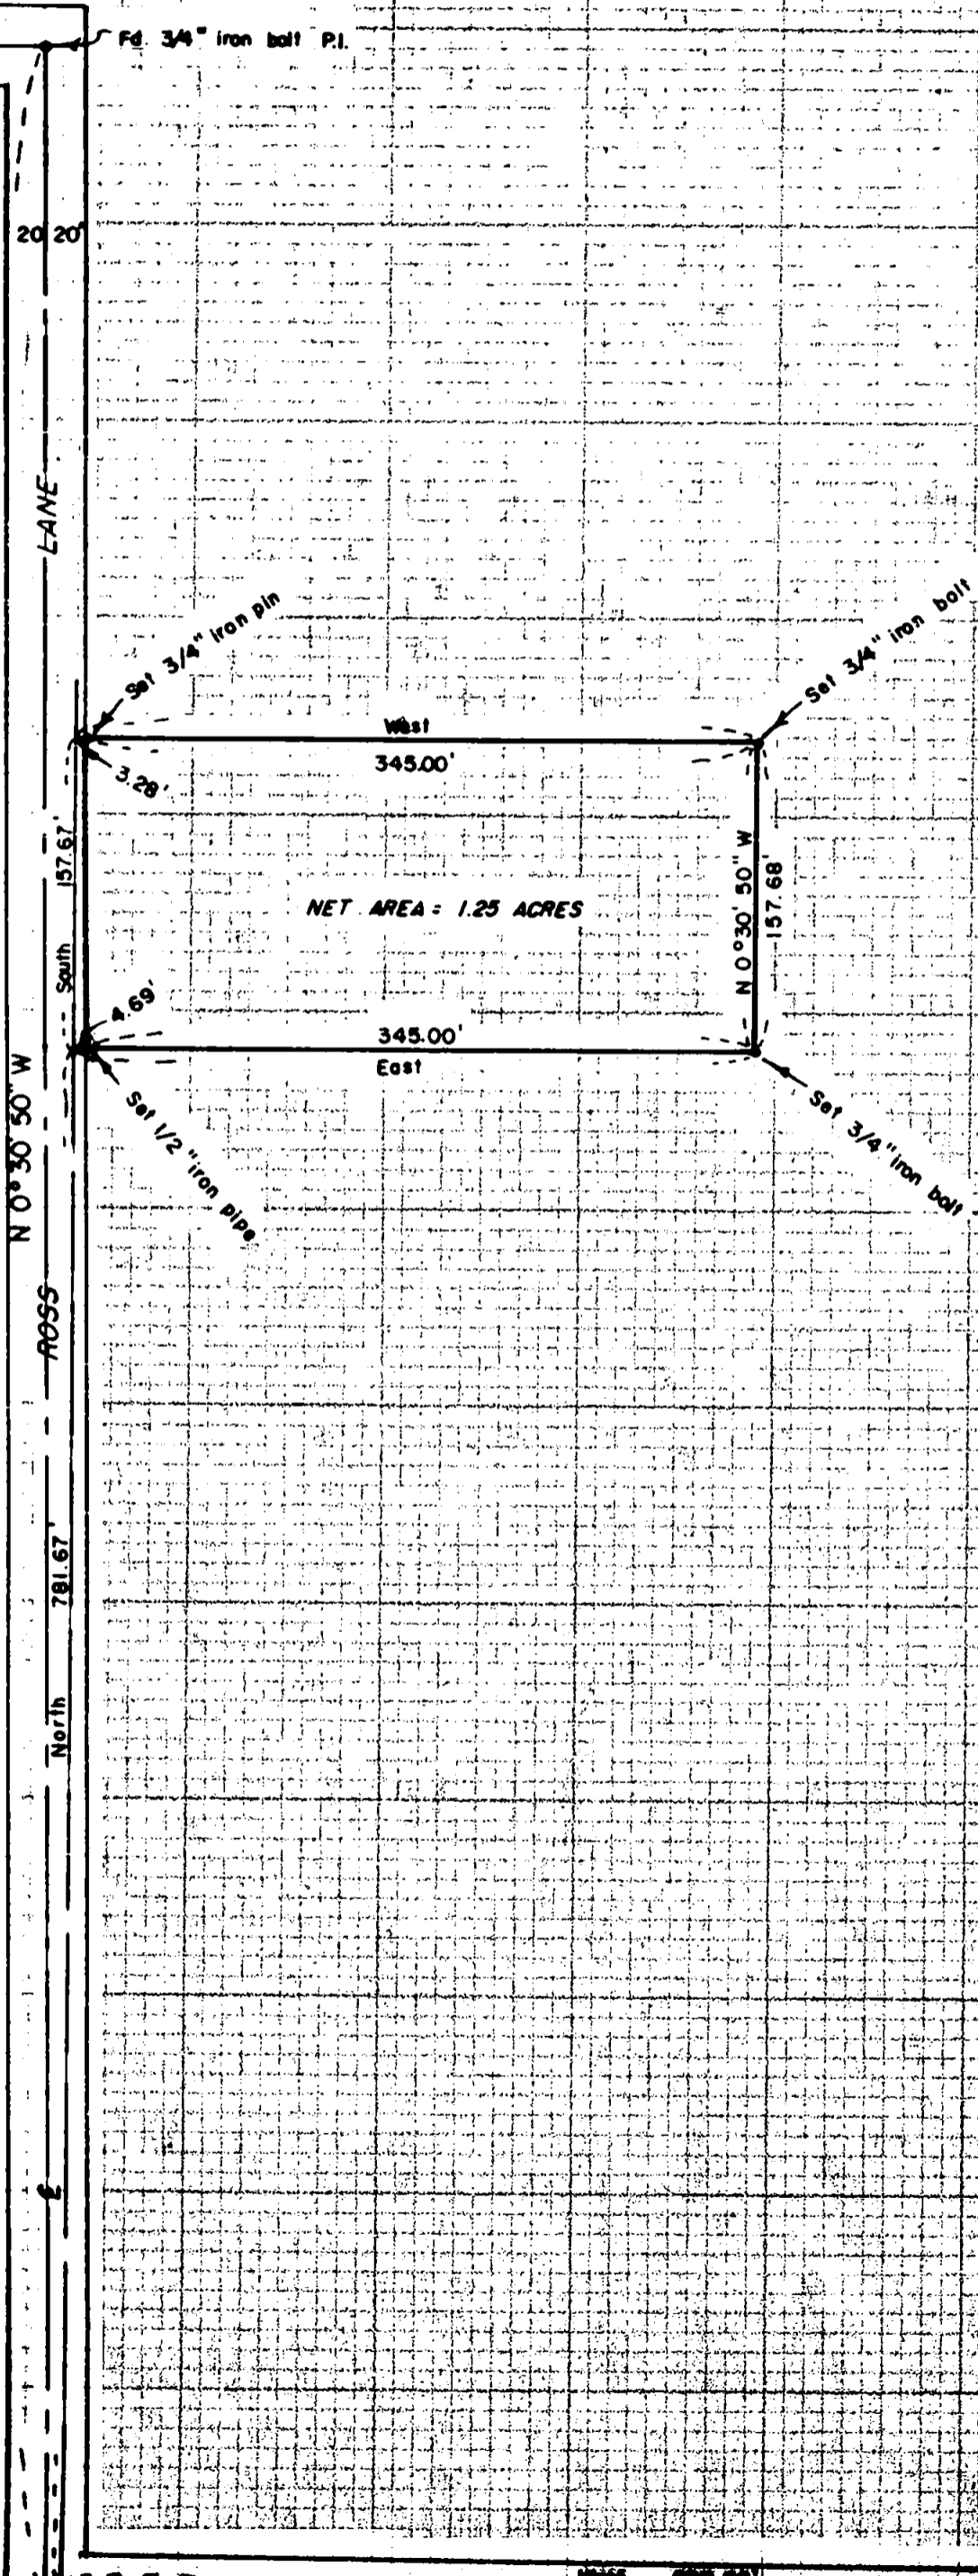 Fd. 3/4" iron bolt P.I.
20 20'
LANE
Set 3/4" iron pin
Set 3/4" iron bolt
West
345.00'
3.28'
South 157.67'
N 0° 30' 50" W
157.68'
NET AREA = 1.25 ACRES
4.69'
345.00'
East
Set 1/2" iron pipe
Set 3/4" iron bolt
N 0° 30' 50" W
ROSS
North 781.67'